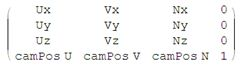 Ux Vx Nx 0
Uy Vy Ny 0
Uz Vz Nz 0
camPos U camPos V camPos N 1